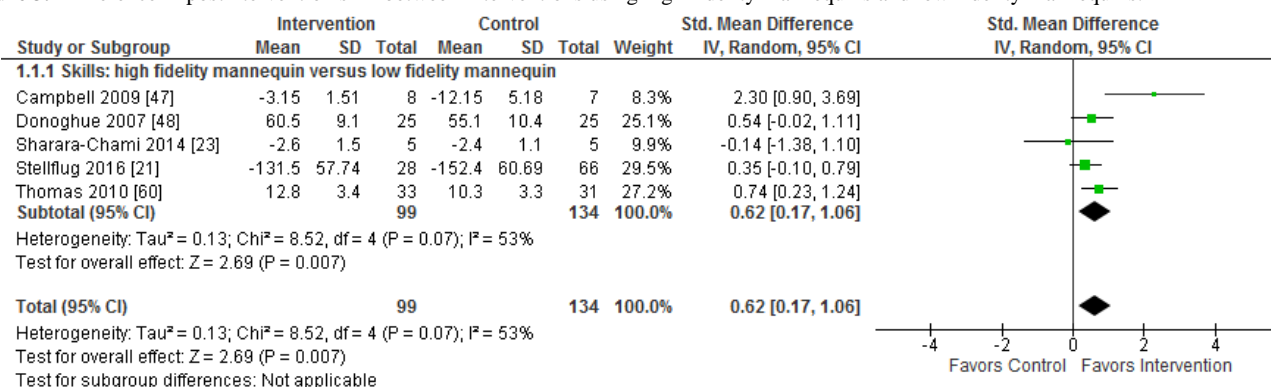 Intervention Control Std. Mean Difference Std. Mean Difference
Study or Subgroup Mean SD Total Mean SD Total Weight IV, Random, 95% CI IV, Random, 95% CI
1.1.1 Skills: high fidelity mannequin versus low fidelity mannequin
Campbell 2009 [47] -3.15 1.51 8 -12.15 5.18 7 8.3% 2.30 [0.90, 3.69]
Donoghue 2007 [48] 60.5 9.1 25 55.1 10.4 25 25.1% 0.54 [-0.02, 1.11]
Sharara-Chami 2014 [23] -2.6 1.5 5 -2.4 1.1 5 9.9% -0.14 [-1.38, 1.10]
Stellflug 2016 [21] -131.5 57.74 28 -152.4 60.69 66 29.5% 0.35 [-0.10, 0.79]
Thomas 2010 [60] 12.8 3.4 33 10.3 3.3 31 27.2% 0.74 [0.23, 1.24]
Subtotal (95% CI) 99 134 100.0% 0.62 [0.17, 1.06]
Heterogeneity: Tau² = 0.13; Chi² = 8.52, df = 4 (P = 0.07); I² = 53%
Test for overall effect: Z = 2.69 (P = 0.007)
Total (95% CI) 99 134 100.0% 0.62 [0.17, 1.06]
Heterogeneity: Tau² = 0.13; Chi² = 8.52, df = 4 (P = 0.07); I² = 53%
Test for overall effect: Z = 2.69 (P = 0.007)
Test for subgroup differences: Not applicable
-4 -2 0 2 4
Favors Control Favors Intervention